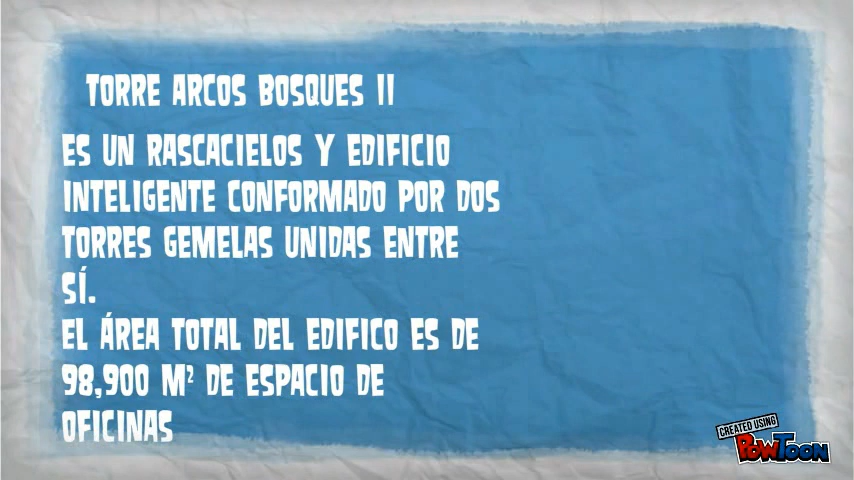 TORRE ARCOS BOSQUES II
ES UN RASCACIELOS Y EDIFICIO
INTELIGENTE CONFORMADO POR DOS
TORRES GEMELAS UNIDAS ENTRE
SÍ.
EL ÁREA TOTAL DEL EDIFICO ES DE
98,900 M² DE ESPACIO DE
OFICINAS
CREATED USING
POWTOON